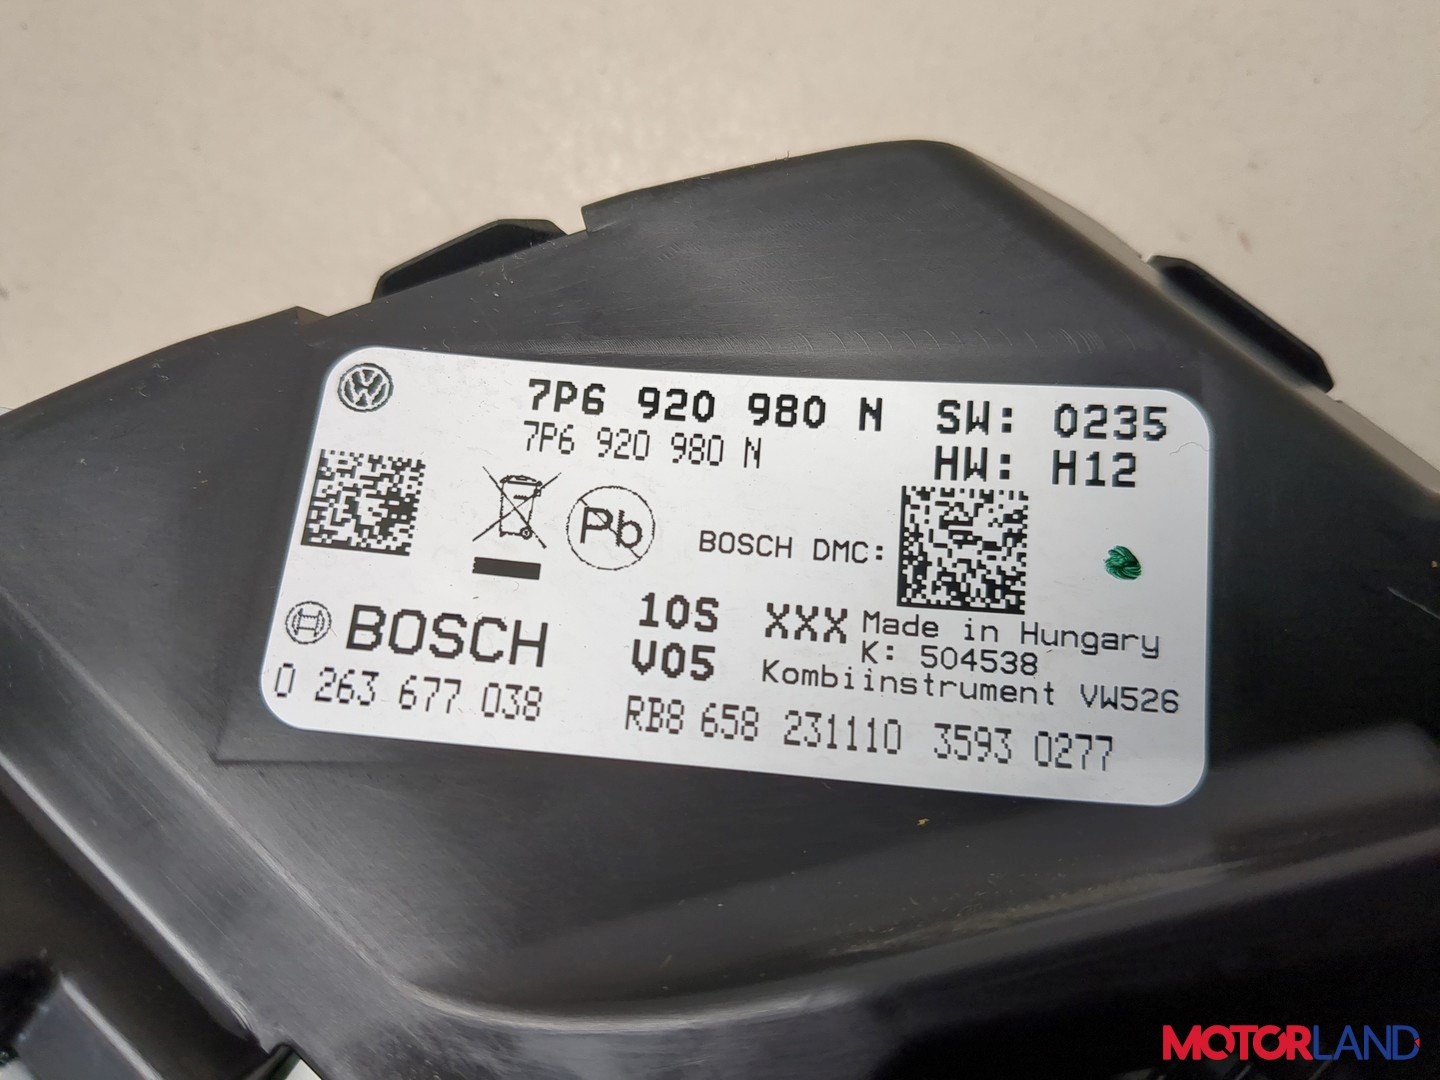 7P6 920 980 N SW: 0235
7P6 920 980 N HW: H12
Pb
BOSCH DMC:
BOSCH 10S XXX Made in Hungary
V05 K: 504538
Kombiinstrument VW526
0 263 677 038 RB8 658 231110 3593 0277
MOTORLAND